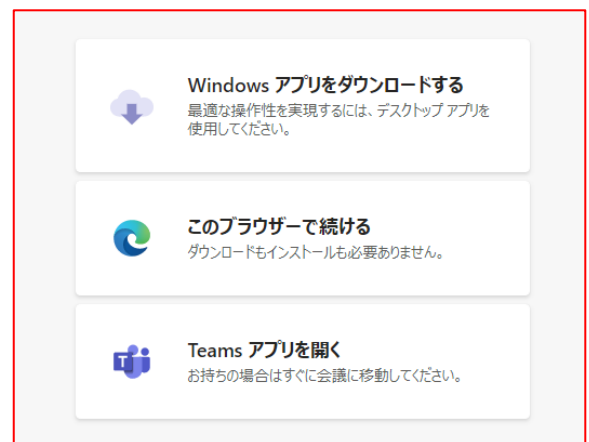 Windows アプリをダウンロードする
最適な操作性を実現するには、デスクトップ アプリを
使用してください。
このブラウザーで続ける
ダウンロードもインストールも必要ありません。
Teams アプリを開く
お持ちの場合はすぐに会議に移動してください。